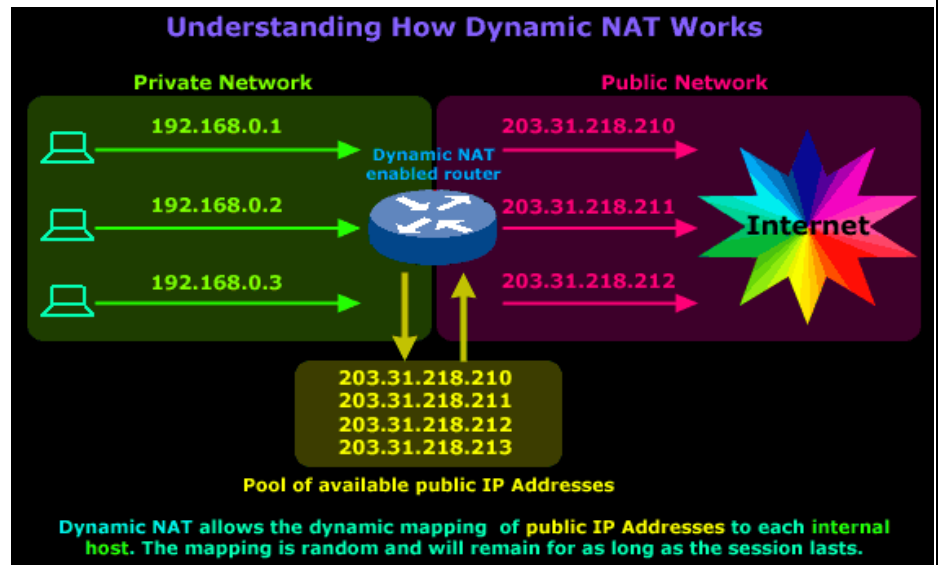 Understanding How Dynamic NAT Works
Private Network
Public Network
192.168.0.1
203.31.218.210
Dynamic NAT
enabled router
192.168.0.2
203.31.218.211
Internet
192.168.0.3
203.31.218.212
203.31.218.210
203.31.218.211
203.31.218.212
203.31.218.213
Pool of available public IP Addresses
Dynamic NAT allows the dynamic mapping of public IP Addresses to each internal
host. The mapping is random and will remain for as long as the session lasts.